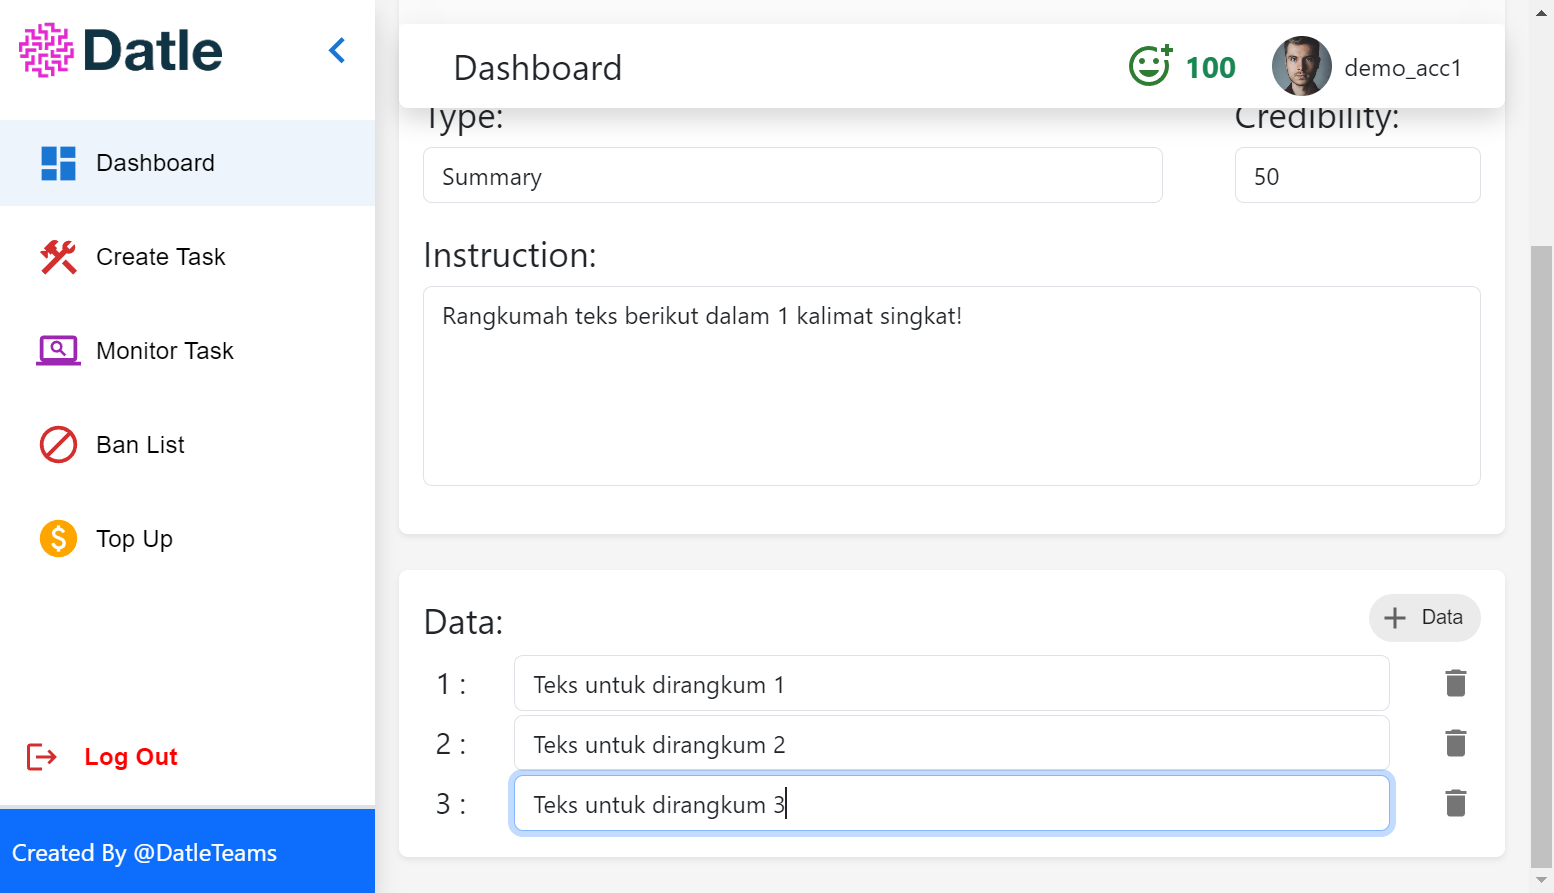 Datle
Dashboard
Create Task
Monitor Task
Ban List
Top Up
Log Out
Created By @DatleTeams
Dashboard
100
demo_acc1
Type:
Credibility:
Summary
50
Instruction:
Rangkumah teks berikut dalam 1 kalimat singkat!
Data:
Data
1 :
Teks untuk dirangkum 1
2 :
Teks untuk dirangkum 2
3 :
Teks untuk dirangkum 3